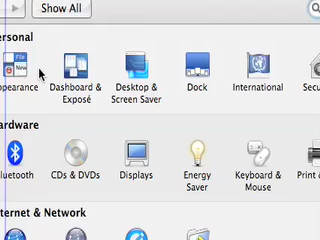 Show All
ersonal
File
New
ppearance
Dashboard &
Exposé
Desktop &
Screen Saver
Dock
International
Secu
ardware
luetooth
CDs & DVDs
Displays
Energy
Saver
Keyboard &
Mouse
Print &
ternet & Network